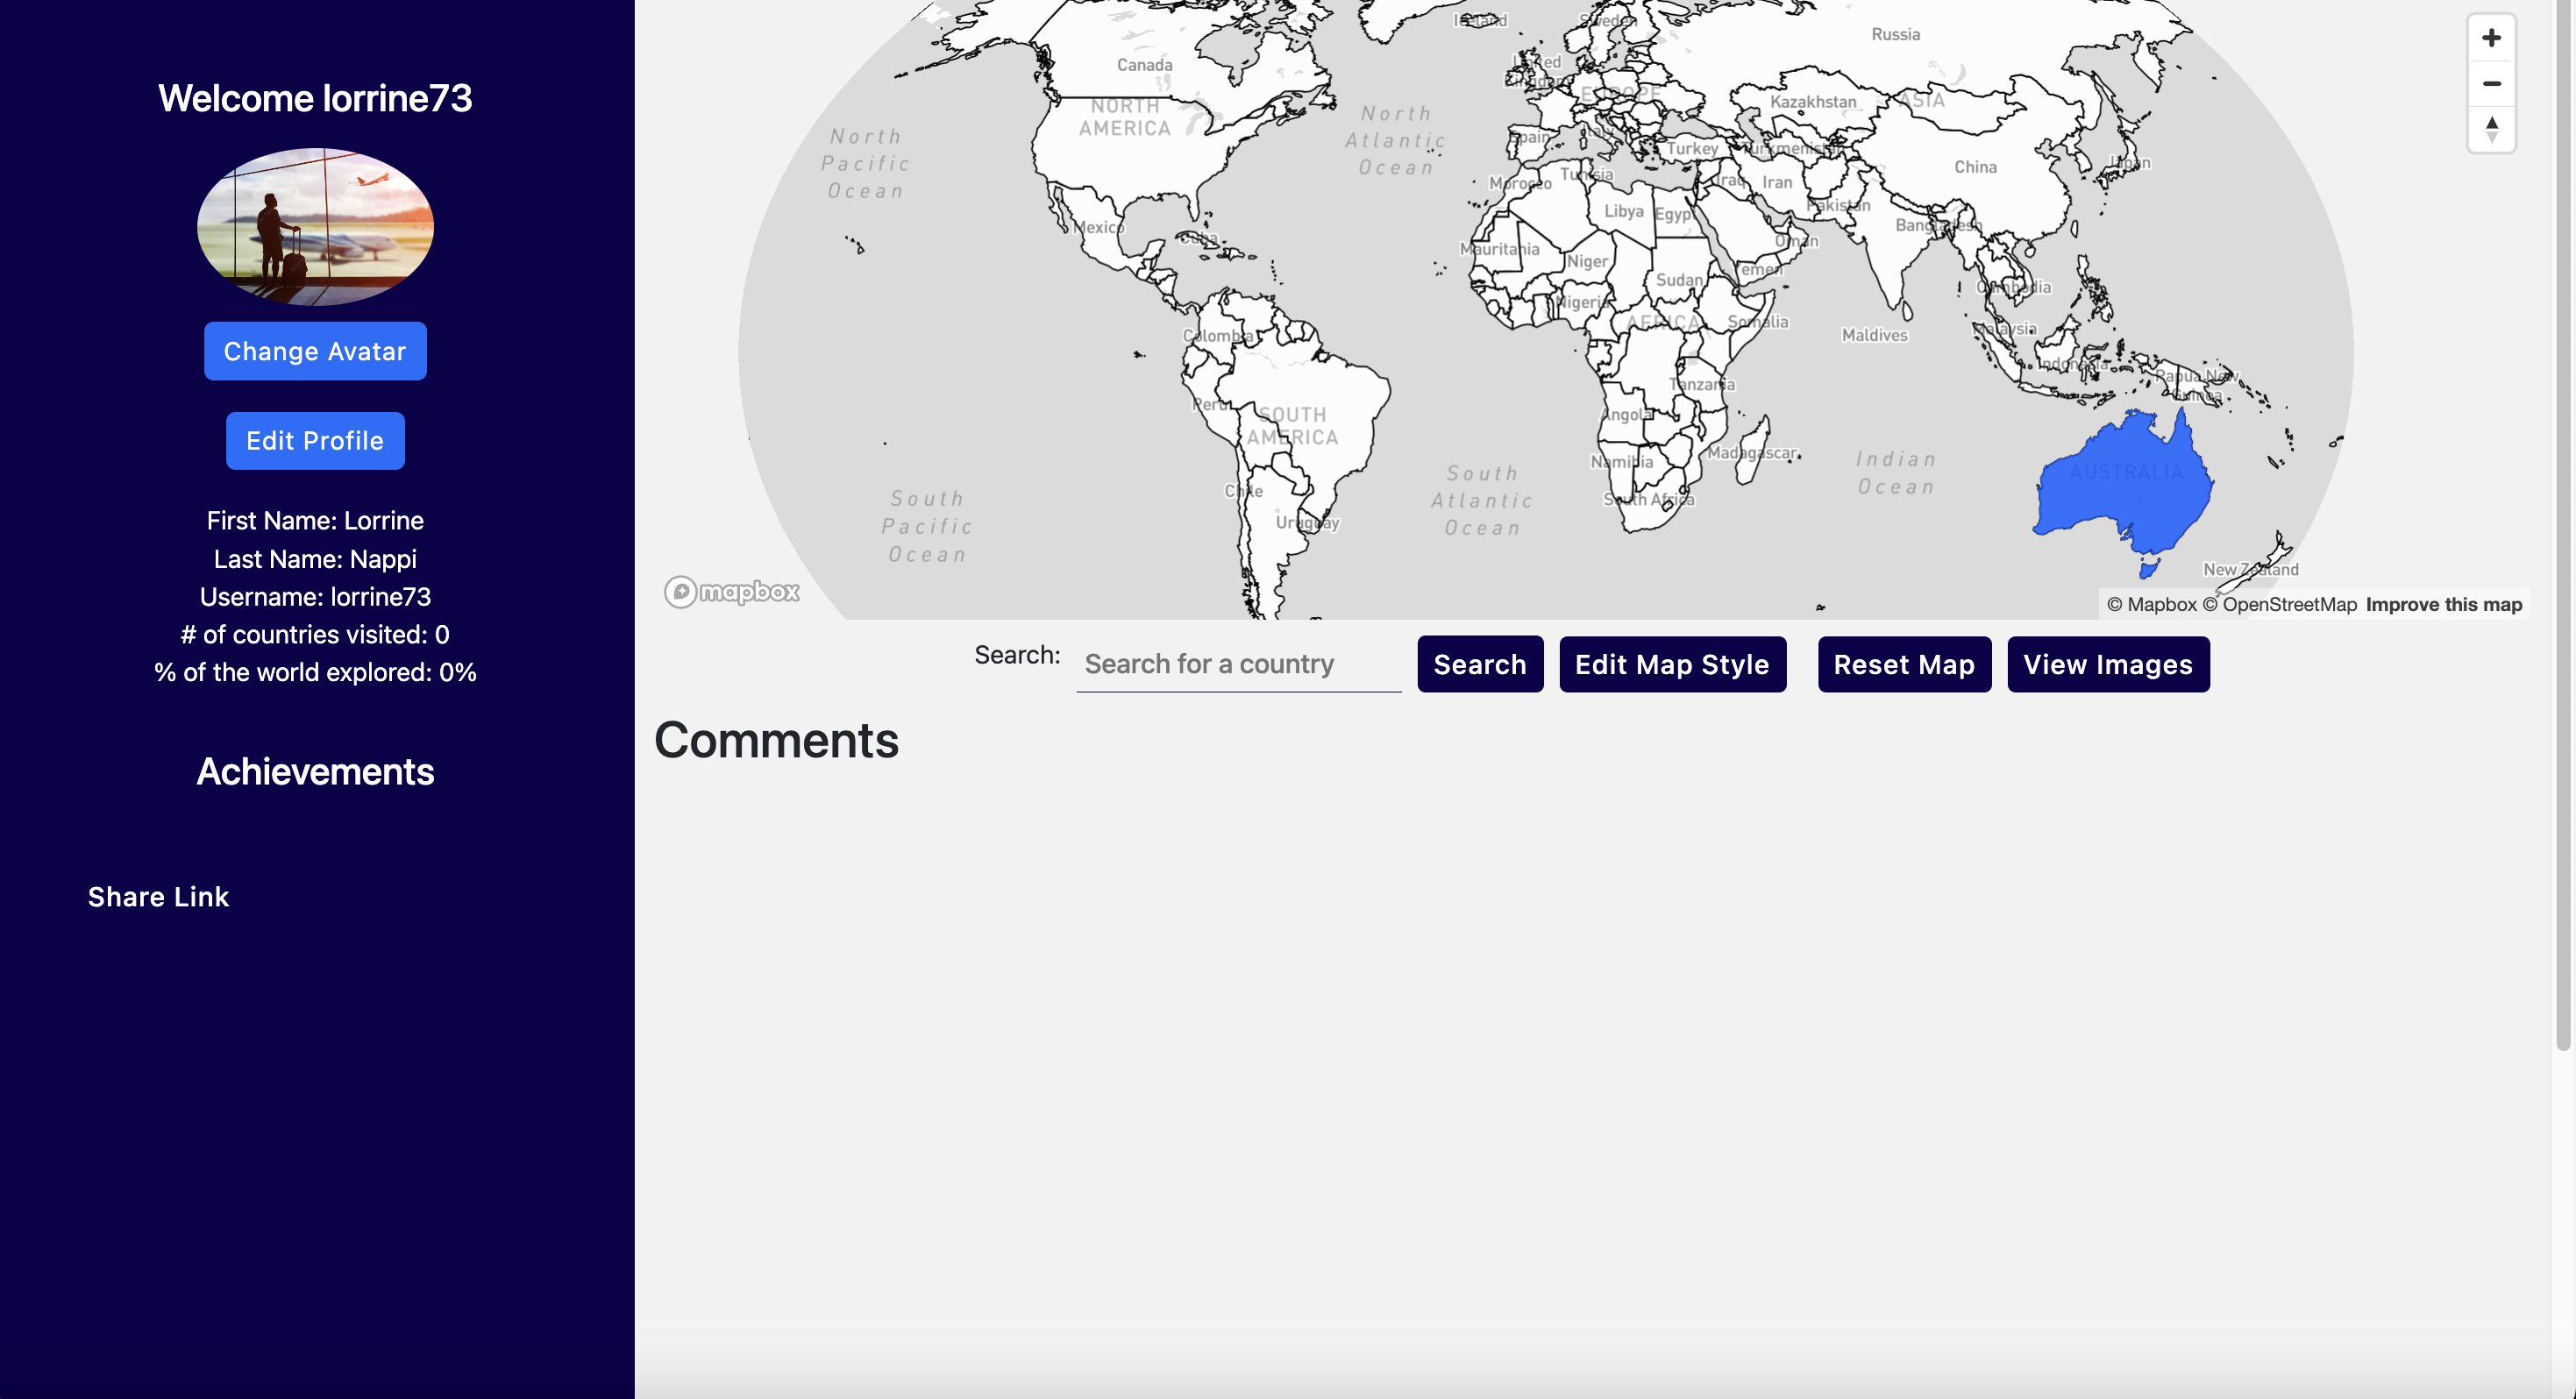 Welcome lorrine73
Change Avatar
Edit Profile
First Name: Lorrine
Last Name: Nappi
Username: lorrine73
# of countries visited: 0
% of the world explored: 0%
Achievements
Share Link
Iceland
Sweden
Russia
Canada
United
Kingdom
EUROPE
Kazakhstan
ASIA
NORTH
AMERICA
North
Pacific
Ocean
North
Atlantic
Ocean
Spain
Italy
Turkey
Turkmenistan
China
Japan
Morocco
Tunisia
Iraq
Iran
Pakistan
Libya
Egypt
Bangladesh
Mexico
Cuba
Mauritania
Oman
Niger
Yemen
Sudan
Cambodia
Nigeria
AFRICA
Somalia
Malaysia
Maldives
Colombia
Indonesia
Papua New
Guinea
Tanzania
Peru
SOUTH
AMERICA
Angola
Madagascar
Namibia
Indian
Ocean
AUSTRALIA
South
Atlantic
Ocean
South Africa
Chile
South
Pacific
Ocean
Uruguay
New Zealand
mapbox
© Mapbox © OpenStreetMap Improve this map
Search: Search for a country Search Edit Map Style Reset Map View Images
Comments